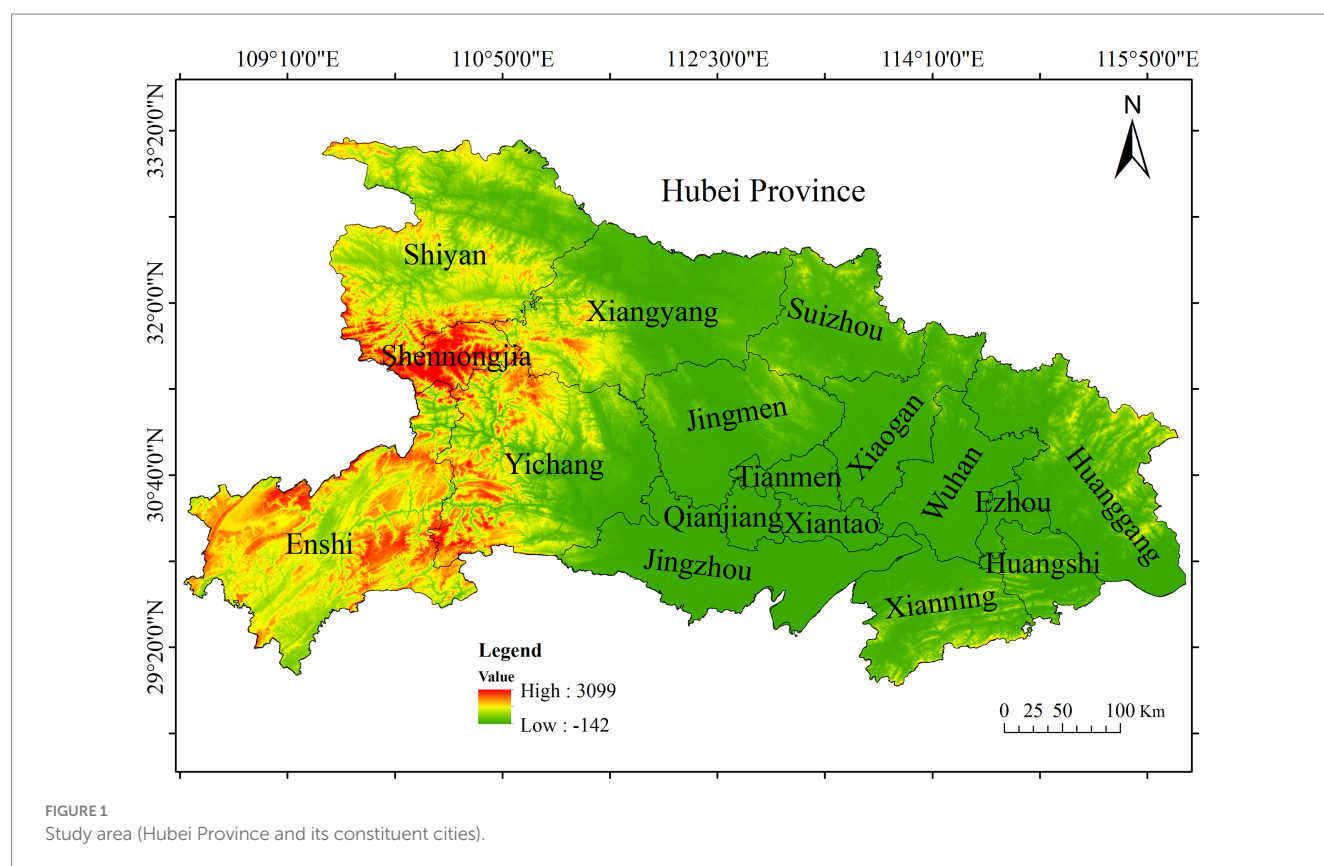 109°10'0"E 110°50'0"E 112°30'0"E 114°10'0"E 115°50'0"E
N
33°20'0"N
Hubei Province
Shiyan
32°0'0"N
Xiangyang
Suizhou
Shennongjia
Jingmen
Xiaogan
30°40'0"N
Yichang
Tianmen
Wuhan
Ezhou
Huanggang
Qianjiang
Xiantao
Enshi
Jingzhou
Huangshi
Xianning
29°20'0"N
Legend
Value
High : 3099
Low : -142
0 25 50 100 Km
FIGURE 1
Study area (Hubei Province and its constituent cities).